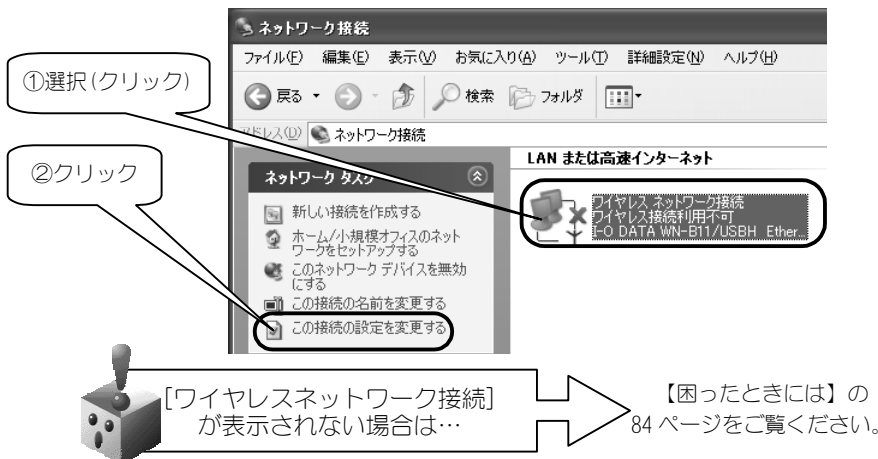 ネットワーク接続
ファイル(F) 編集(E) 表示(V) お気に入り(A) ツール(T) 詳細設定(N) ヘルプ(H)
①選択(クリック)
戻る 検索 フォルダ
アドレス(D) ネットワーク接続
LAN または高速インターネット
②クリック
ネットワーク タスク
ワイヤレス ネットワーク接続
ワイヤレス接続利用不可
I-O DATA WN-B11/USBH Ether...
新しい接続を作成する
ホーム/小規模オフィスのネット
ワークをセットアップする
このネットワーク デバイスを無効
にする
この接続の名前を変更する
この接続の設定を変更する
[ワイヤレスネットワーク接続]
が表示されない場合は…
【困ったときには】の
84 ページをご覧ください。